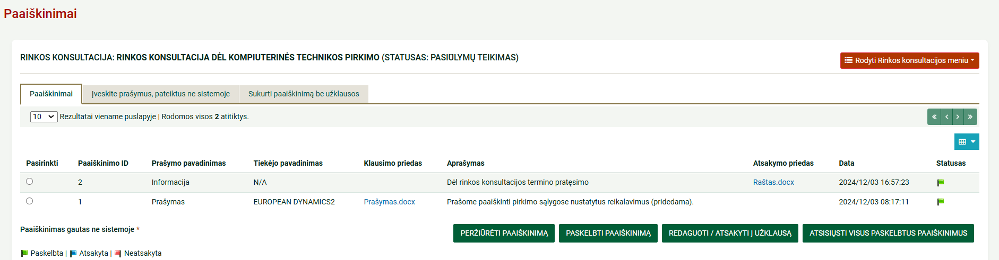 Paaiškinimai
RINKOS KONSULTACIJA: RINKOS KONSULTACIJA DĖL KOMPIUTERINĖS TECHNIKOS PIRKIMO (STATUSAS: PASIŪLYMŲ TEIKIMAS)
Rodyti Rinkos konsultacijos meniu
Paaiškinimai Įveskite prašymus, pateiktus ne sistemoje Sukurti paaiškinimą be užklausos
10 Rezultatai viename puslapyje | Rodomos visos 2 atitiktys.
Pasirinkti Paaiškinimo ID Prašymo pavadinimas Tiekėjo pavadinimas Klausimo priedas Aprašymas Atsakymo priedas Data Statusas
2 Informacija N/A Dėl rinkos konsultacijos termino pratęsimo Raštas.docx 2024/12/03 16:57:23
1 Prašymas EUROPEAN DYNAMICS2 Prašymas.docx Prašome paaiškinti pirkimo sąlygose nustatytus reikalavimus (pridedama). 2024/12/03 08:17:11
Paaiškinimas gautas ne sistemoje *
PERŽIŪRĖTI PAAIŠKINIMĄ PASKELBTI PAAIŠKINIMĄ REDAGUOTI / ATSAKYTI Į UŽKLAUSĄ ATSISIŲSTI VISUS PASKELBTUS PAAIŠKINIMUS
Paskelbta | Atsakyta | Neatsakyta